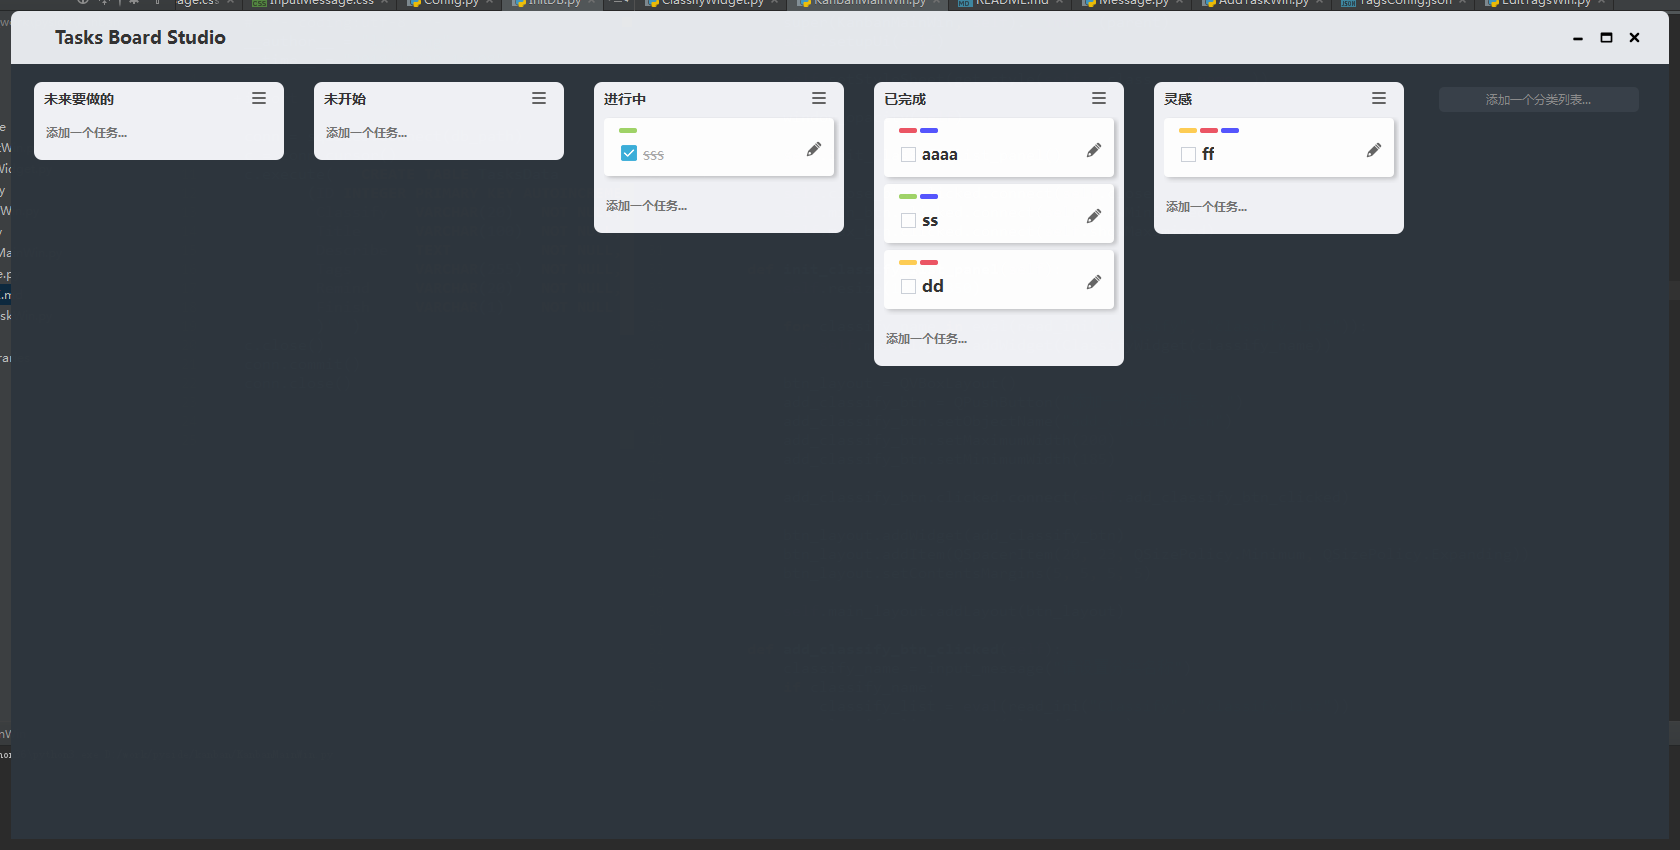 InputMessage.css
Config.py
InitDB.py
ClassifyWidget.py
KanbanMainWin.py
README.md
Message.py
AddTaskWin.py
TagsConfig.json
EditTagsWin.py
Tasks Board Studio
未来要做的
添加一个任务...
未开始
添加一个任务...
进行中
sss
添加一个任务...
已完成
aaaa
ss
dd
添加一个任务...
灵感
ff
添加一个任务...
添加一个分类列表...